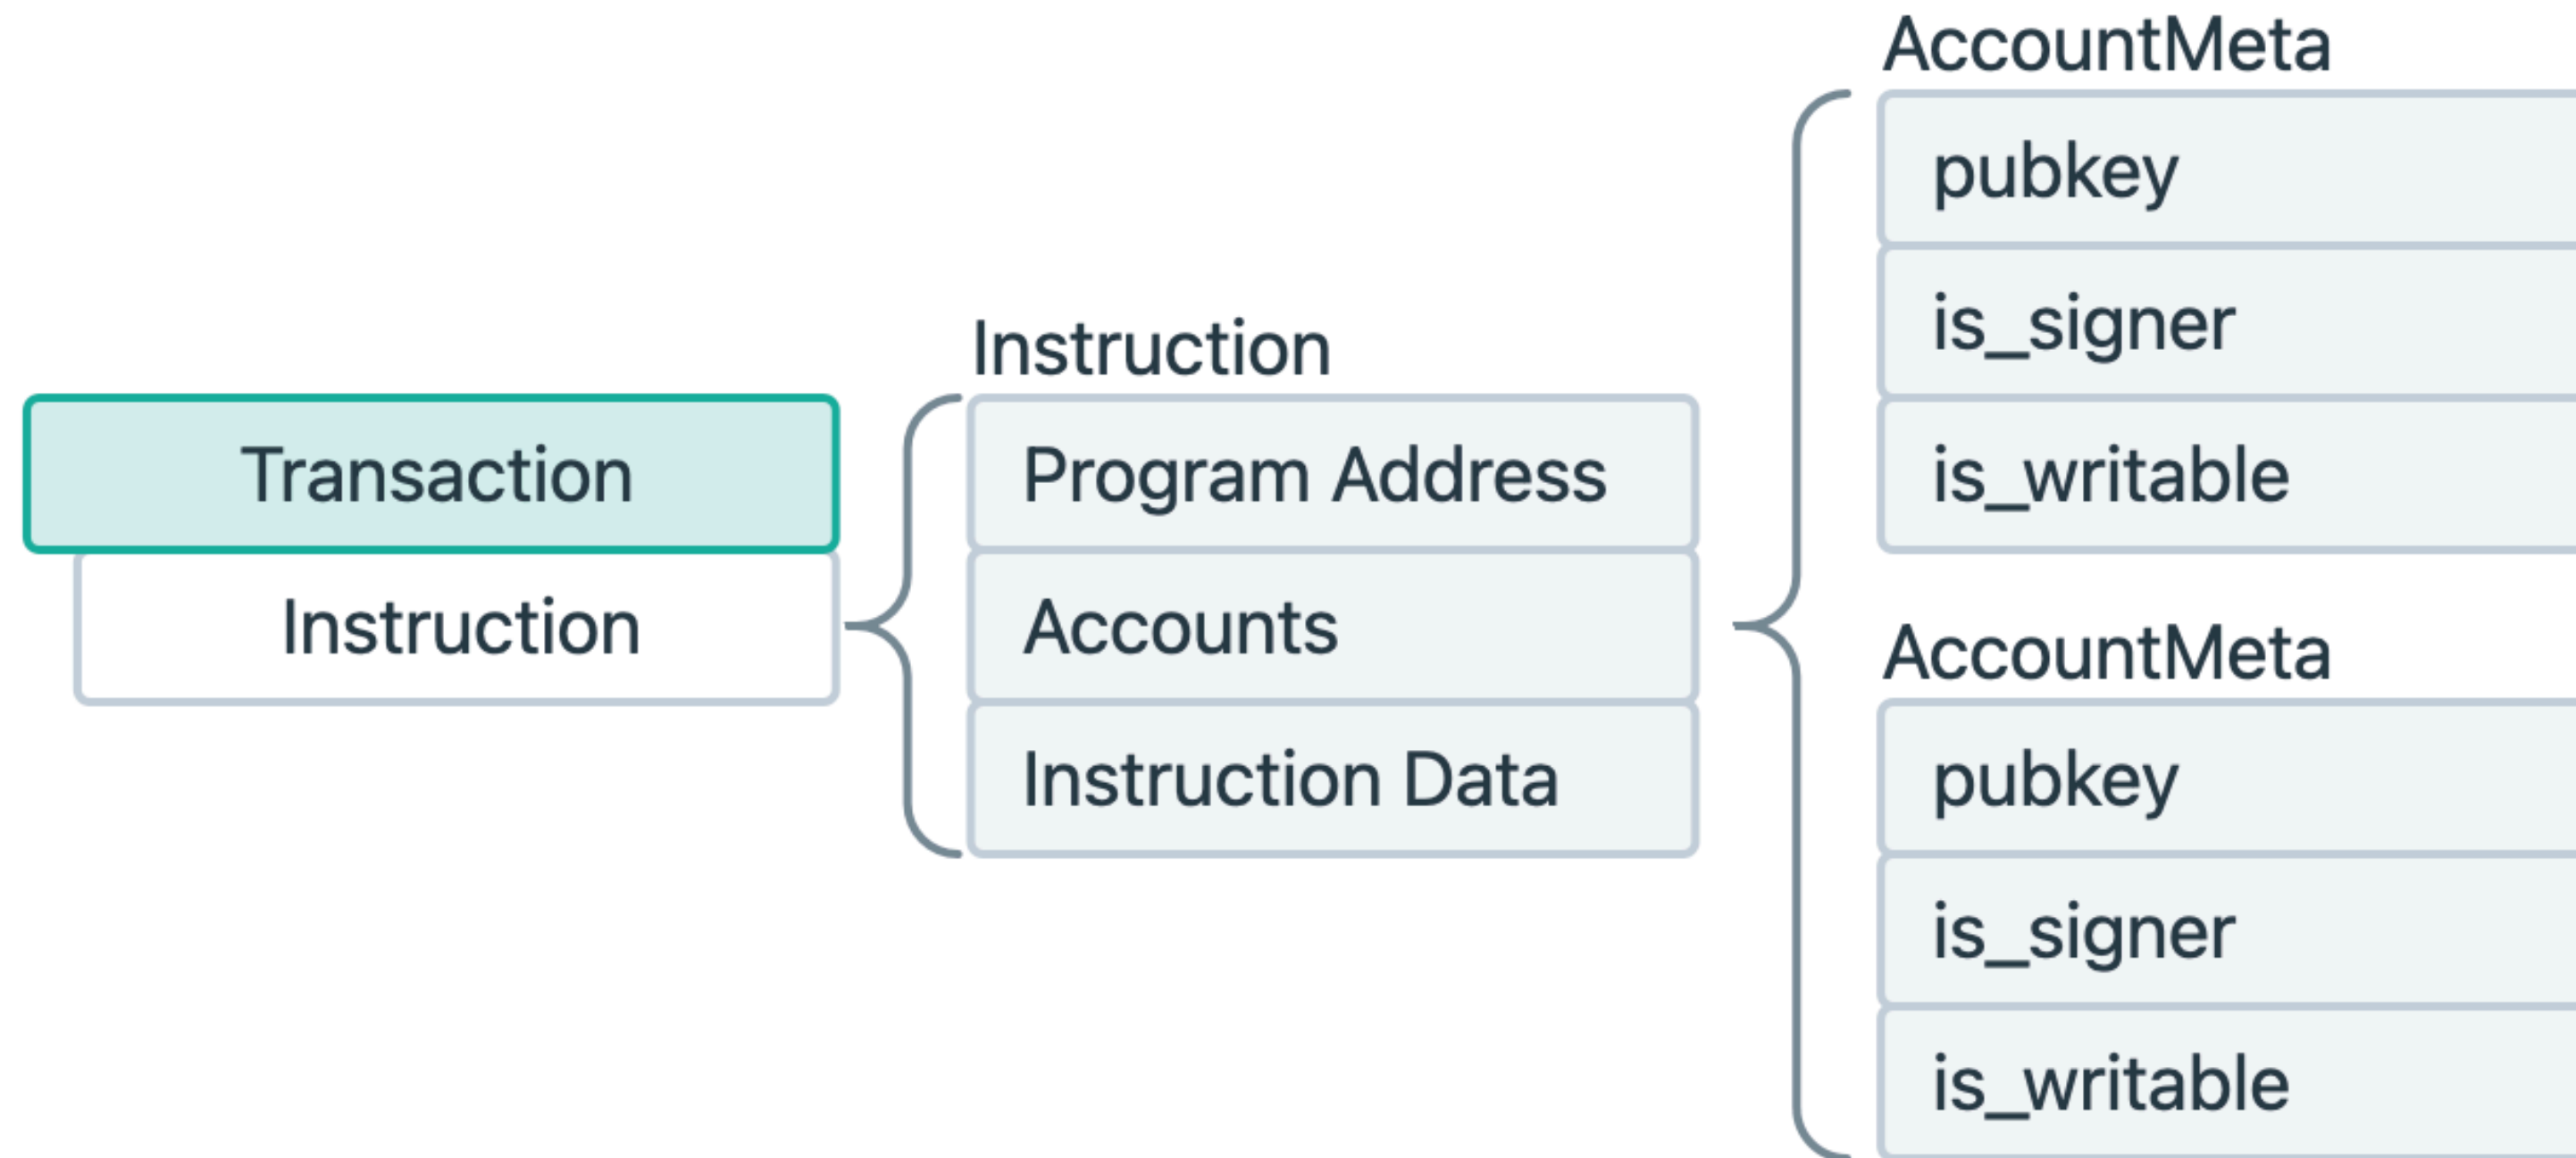 Transaction
Instruction
Instruction
Program Address
Accounts
Instruction Data
AccountMeta
pubkey
is_signer
is_writable
AccountMeta
pubkey
is_signer
is_writable